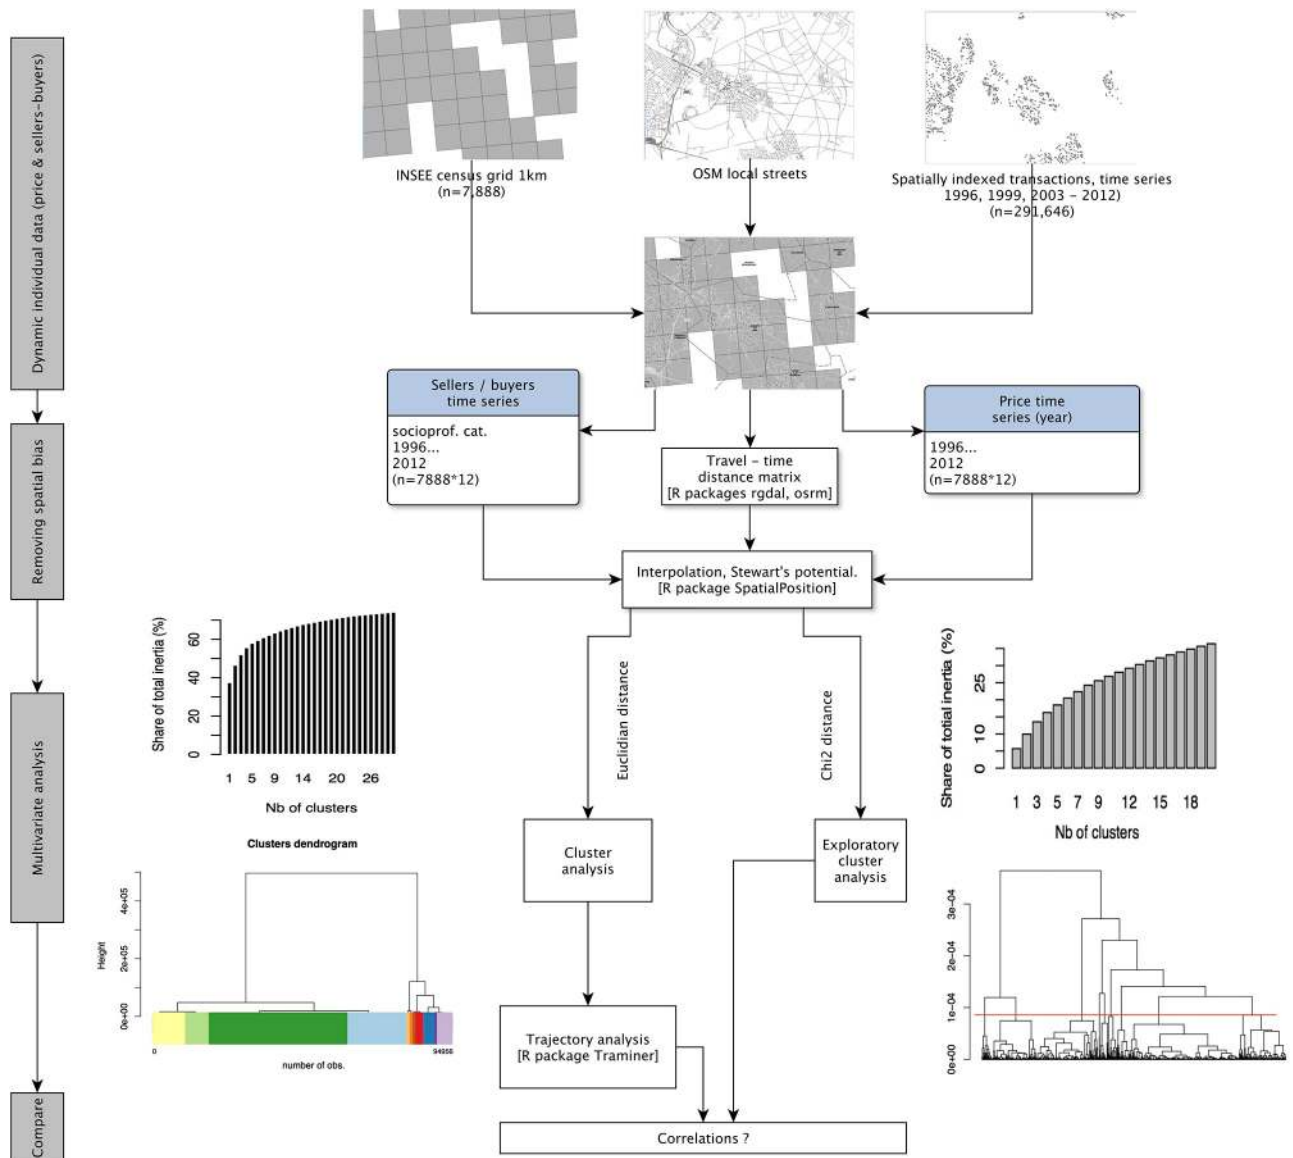 Dynamic individual data (price & sellers-buyers)
Removing spatial bias
Multivariate analysis
Compare
INSEE census grid 1km
(n=7,888)
OSM local streets
Spatially indexed transactions, time series
1996, 1999, 2003 - 2012)
(n=291,646)
Sellers / buyers
time series
socioprof. cat.
1996...
2012
(n=7888*12)
Travel - time
distance matrix
[R packages rgdal, osrm]
Price time
series (year)
1996...
2012
(n=7888*12)
Interpolation, Stewart's potential.
[R package SpatialPosition]
Euclidian distance
Chi2 distance
Share of total inertia (%)
0 20 40 60
1 5 9 14 20 26
Nb of clusters
Share of totial inertia (%)
0 10 25
1 3 5 7 9 12 15 18
Nb of clusters
Cluster
analysis
Exploratory
cluster
analysis
Clusters dendrogram
Height
0e+00 2e+05 4e+05
0 94956
number of obs.
0e+00 1e-04 2e-04 3e-04
Trajectory analysis
[R package Traminer]
Correlations ?